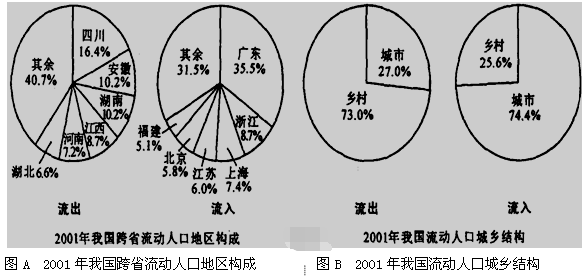 四川
16.4%
安徽
10.2%
湖南
10.2%
江西
8.7%
河南
7.2%
湖北6.6%
其余
40.7%
流出
广东
35.5%
浙江
8.7%
上海
7.4%
江苏
6.0%
北京
5.8%
福建
5.1%
其余
31.5%
流入
2001年我国跨省流动人口地区构成
城市
27.0%
乡村
73.0%
流出
乡村
25.6%
城市
74.4%
流入
2001年我国流动人口城乡结构
图 A 2001 年我国跨省流动人口地区构成
图 B 2001 年我国流动人口城乡结构